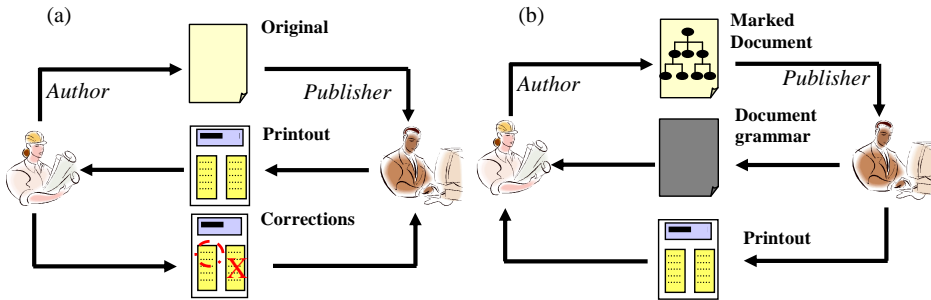 (a)
Original
Author
Publisher
Printout
Corrections
X
(b)
Marked
Document
Author
Publisher
Document
grammar
Printout